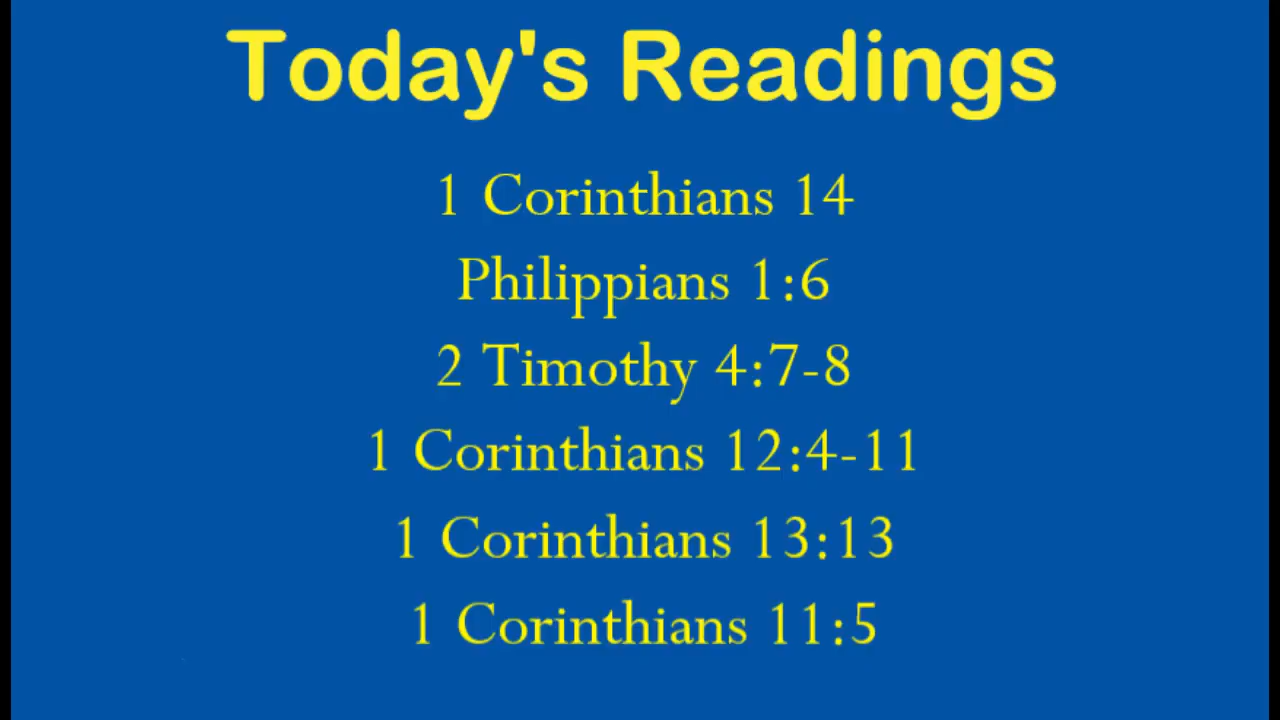 Today's Readings
1 Corinthians 14
Philippians 1:6
2 Timothy 4:7-8
1 Corinthians 12:4-11
1 Corinthians 13:13
1 Corinthians 11:5